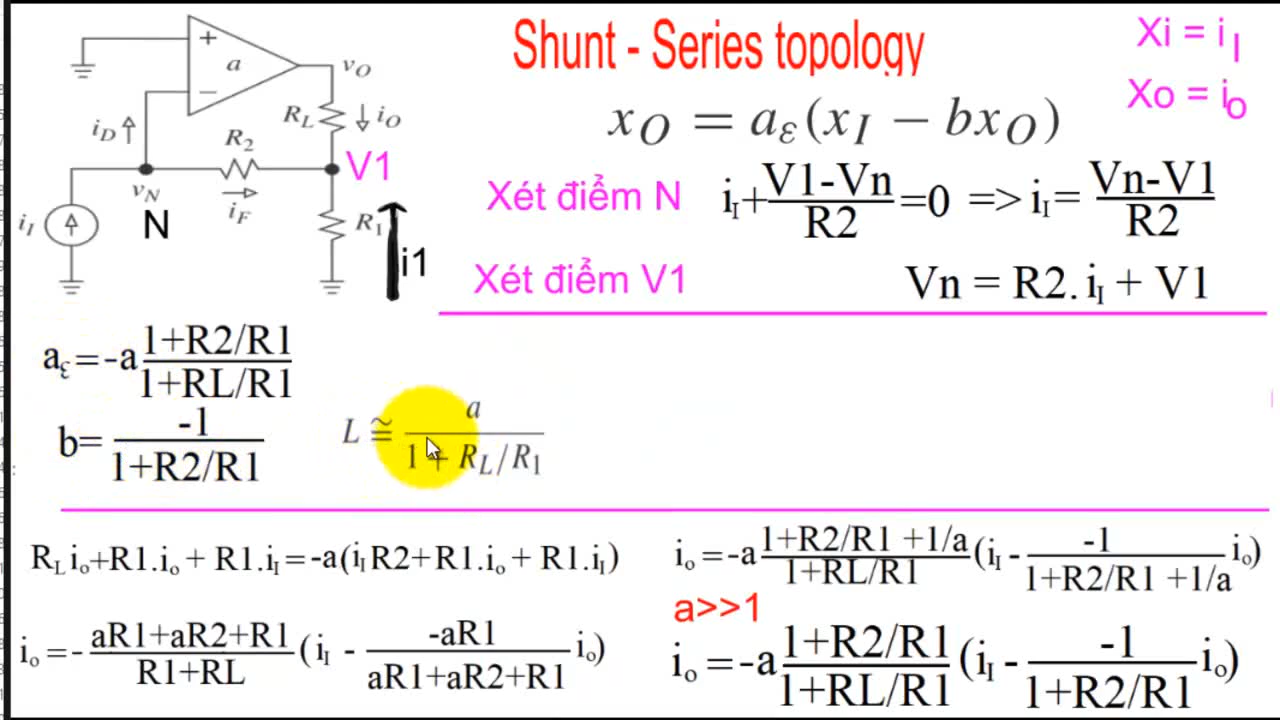 Shunt - Series topology
Xi = iI
Xo = io
xO = aε(xI − bxO)
+
a
−
vO
RL
iO
iD
R2
V1
vN
iF
N
iI
R1
i1
Xét điểm N iI+(V1-Vn)/R2=0 => iI=(Vn-V1)/R2
Xét điểm V1 Vn = R2.iI + V1
aε=-a(1+R2/R1)/(1+RL/R1)
b=-1/(1+R2/R1)
L ≅ a/(1 + RL/R1)
RLio+R1.io + R1.iI=-a(iIR2+R1.io + R1.iI)
io=-(aR1+aR2+R1)/(R1+RL)(iI - (-aR1)/(aR1+aR2+R1)io)
io=-a(1+R2/R1 +1/a)/(1+RL/R1)(iI - (-1)/(1+R2/R1 +1/a)io)
a>>1
io=-a(1+R2/R1)/(1+RL/R1)(iI - (-1)/(1+R2/R1)io)